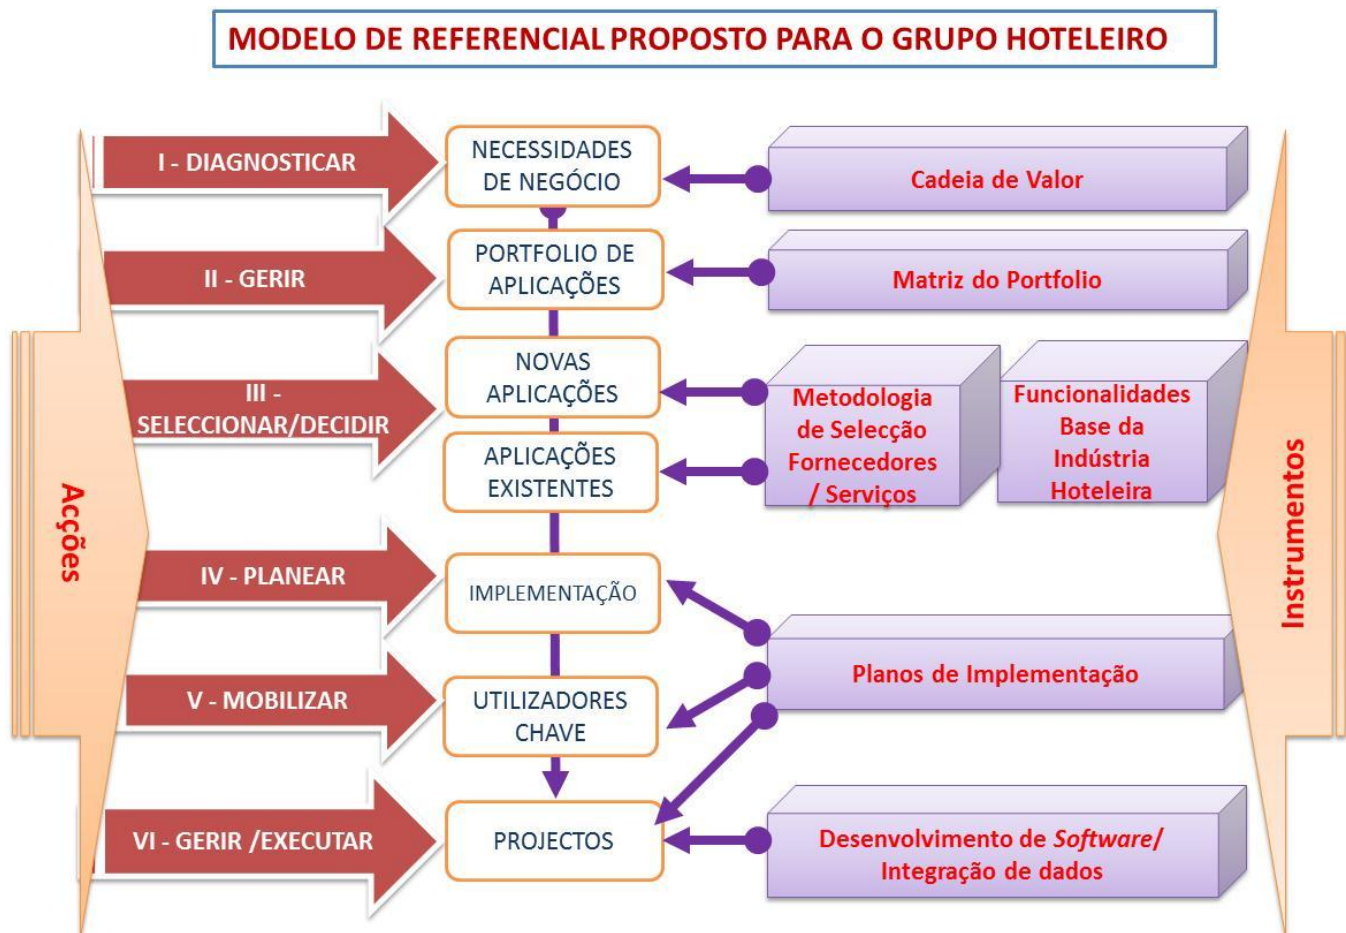 MODELO DE REFERENCIAL PROPOSTO PARA O GRUPO HOTELEIRO
I - DIAGNOSTICAR
NECESSIDADES
DE NEGÓCIO
Cadeia de Valor
II - GERIR
PORTFOLIO DE
APLICAÇÕES
Matriz do Portfolio
III -
SELECCIONAR/DECIDIR
NOVAS
APLICAÇÕES
APLICAÇÕES
EXISTENTES
Metodologia
de Selecção
Fornecedores
/ Serviços
Funcionalidades
Base da
Indústria
Hoteleira
Acções
Instrumentos
IV - PLANEAR
IMPLEMENTAÇÃO
Planos de Implementação
V - MOBILIZAR
UTILIZADORES
CHAVE
VI - GERIR /EXECUTAR
PROJECTOS
Desenvolvimento de Software/
Integração de dados